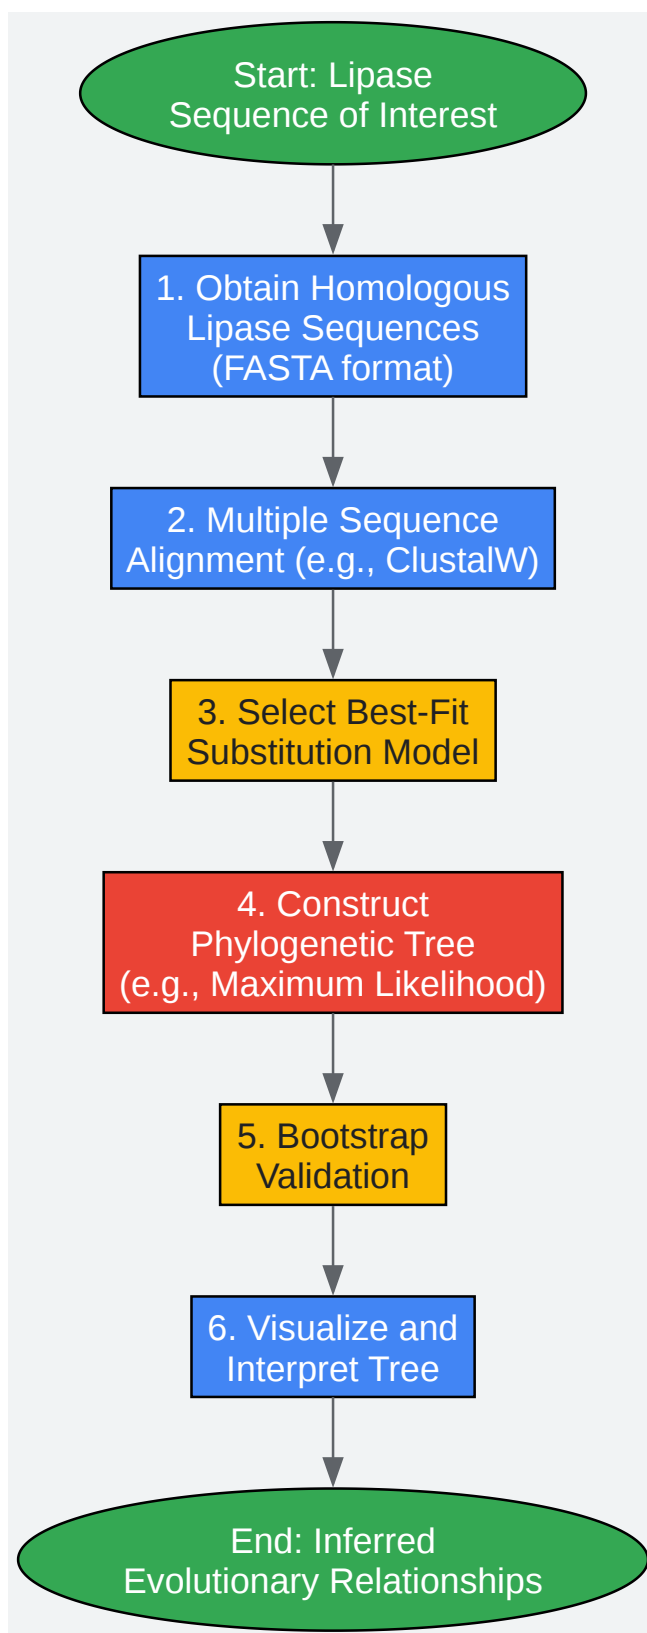 Start: Lipase
Sequence of Interest
1. Obtain Homologous
Lipase Sequences
(FASTA format)
2. Multiple Sequence
Alignment (e.g., ClustalW)
3. Select Best-Fit
Substitution Model
4. Construct
Phylogenetic Tree
(e.g., Maximum Likelihood)
5. Bootstrap
Validation
6. Visualize and
Interpret Tree
End: Inferred
Evolutionary Relationships